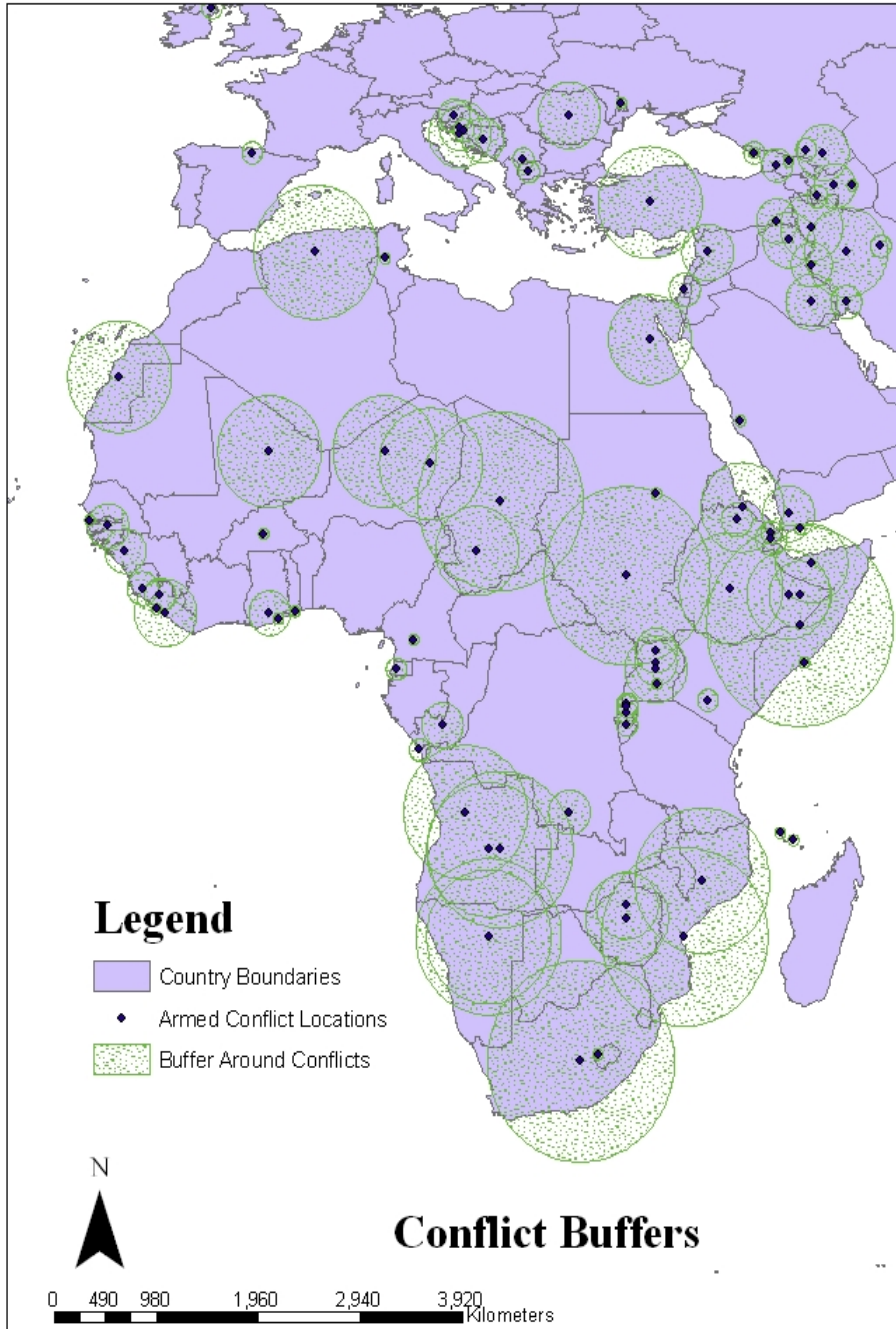 Legend
Country Boundaries
Armed Conflict Locations
Buffer Around Conflicts
N
Conflict Buffers
0 490 980 1,960 2,940 3,920
Kilometers